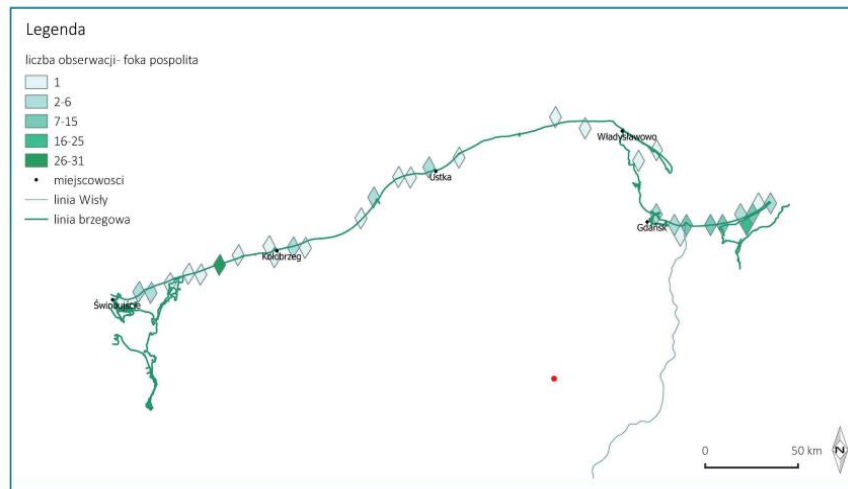 Legenda
liczba obserwacji- foka pospolita
1
2-6
7-15
16-25
26-31
miejscowosci
linia Wisły
linia brzegowa
Władysławowo
Ustka
Gdańsk
Kołobrzeg
Świnoujście
0 50 km
N